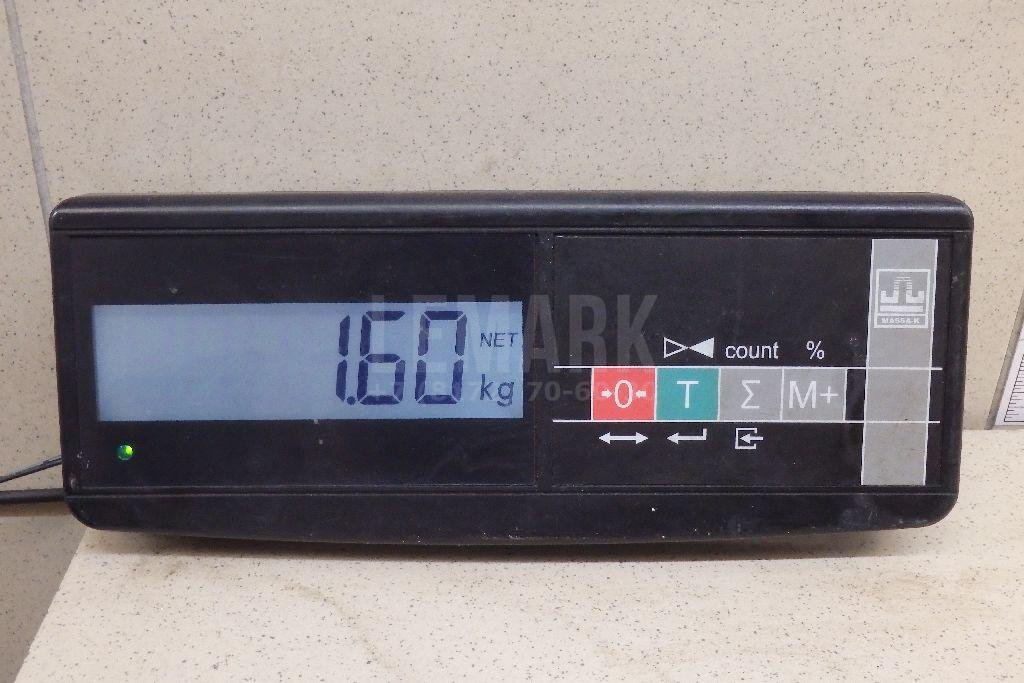 LEMARK
1.60 NET
kg
count %
→0← T Σ M+
MASSA-K